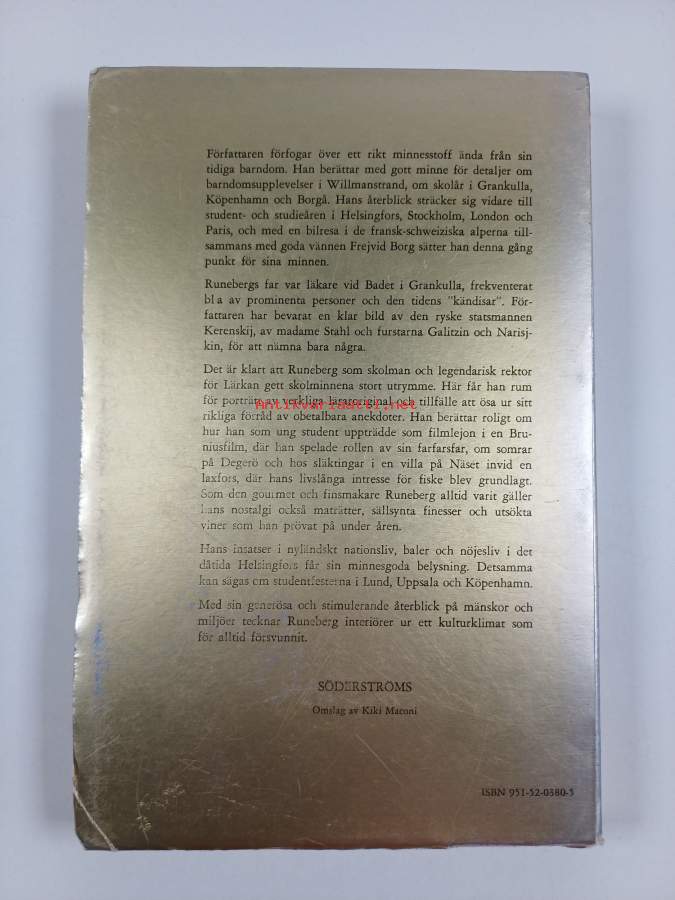 Författaren förfogar över ett rikt minnesstoff ända från sin
tidiga barndom. Han berättar med gott minne för detaljer om
barndomsupplevelser i Willmanstrand, om skolår i Grankulla,
Köpenhamn och Borgå. Hans återblick sträcker sig vidare till
student- och studieåren i Helsingfors, Stockholm, London och
Paris, och med en bilresa i de fransk-schweiziska alperna till-
sammans med goda vännen Frejvid Borg sätter han denna gång
punkt för sina minnen.
Runebergs far var läkare vid Badet i Grankulla, frekventerat
bl a av prominenta personer och den tidens "kändisar". För-
fattaren har bevarat en klar bild av den ryske statsmannen
Kerenskij, av madame Stahl och furstarna Galitzin och Narisj-
kin, för att nämna bara några.
Det är klart att Runeberg som skolman och legendarisk rektor
för Lärkan gett skolminnena stort utrymme. Här får han rum
för porträtt av verkliga läraroriginal och tillfälle att ösa ur sitt
Antikvariaatti.net
rikliga förråd av obetalbara anekdoter. Han berättar roligt om
hur han som ung student uppträdde som filmlejon i en Bru-
niusfilm, där han spelade rollen av sin farfarsfar, om somrar
på Degerö och hos släktingar i en villa på Näset invid en
laxfors, där hans livslånga intresse för fiske blev grundlagt.
Som den gourmet och finsmakare Runeberg alltid varit gäller
hans nostalgi också maträtter, sällsynta finesser och utsökta
viner som han prövat på under åren.
Hans insatser i nyländskt nationsliv, baler och nöjesliv i det
dåtida Helsingfors får sin minnesgoda belysning. Detsamma
kan sägas om studentfesterna i Lund, Uppsala och Köpenhamn.
Med sin generösa och stimulerande återblick på mänskor och
miljöer tecknar Runeberg interiörer ur ett kulturklimat som
för alltid försvunnit.
SÖDERSTRÖMS
Omslag av Kiki
ISBN 951-52-0380-5